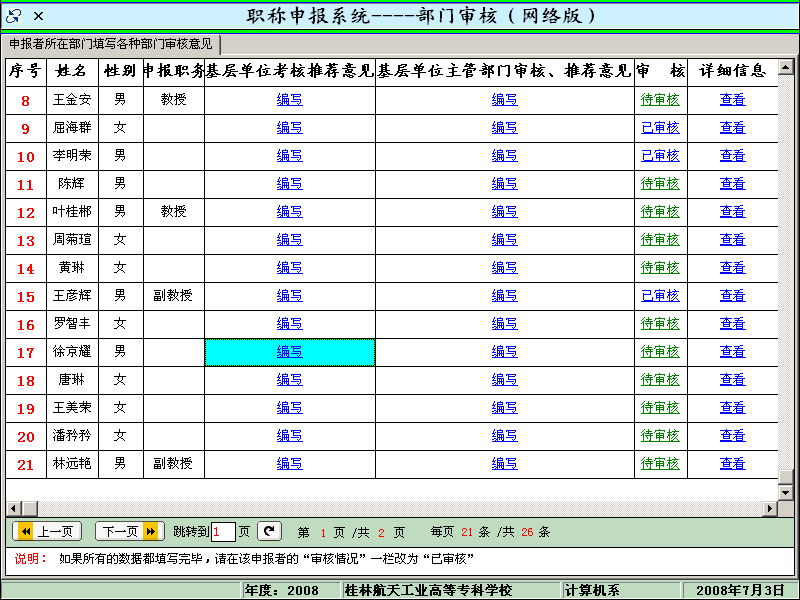 职称申报系统----部门审核（网络版）
申报者所在部门填写各种部门审核意见
序号 姓名 性别 申报职务 基层单位考核推荐意见 基层单位主管部门审核、推荐意见 审 核 详细信息
8 王金安 男 教授 编写 编写 待审核 查看
9 屈海群 女 编写 编写 已审核 查看
10 李明荣 男 编写 编写 已审核 查看
11 陈辉 男 编写 编写 待审核 查看
12 叶桂郴 男 教授 编写 编写 待审核 查看
13 周菊瑄 女 编写 编写 待审核 查看
14 黄琳 女 编写 编写 待审核 查看
15 王彦辉 男 副教授 编写 编写 已审核 查看
16 罗智丰 女 编写 编写 待审核 查看
17 徐京耀 男 编写 编写 待审核 查看
18 唐琳 女 编写 编写 待审核 查看
19 王美荣 女 编写 编写 待审核 查看
20 潘矜矜 女 编写 编写 待审核 查看
21 林远艳 男 副教授 编写 编写 待审核 查看
上一页 下一页 跳转到 1 页 第 1 页 /共 2 页 每页 21 条 /共 26 条
说明： 如果所有的数据都填写完毕，请在该申报者的“审核情况”一栏改为“已审核”
年度：2008 桂林航天工业高等专科学校 计算机系 2008年7月3日